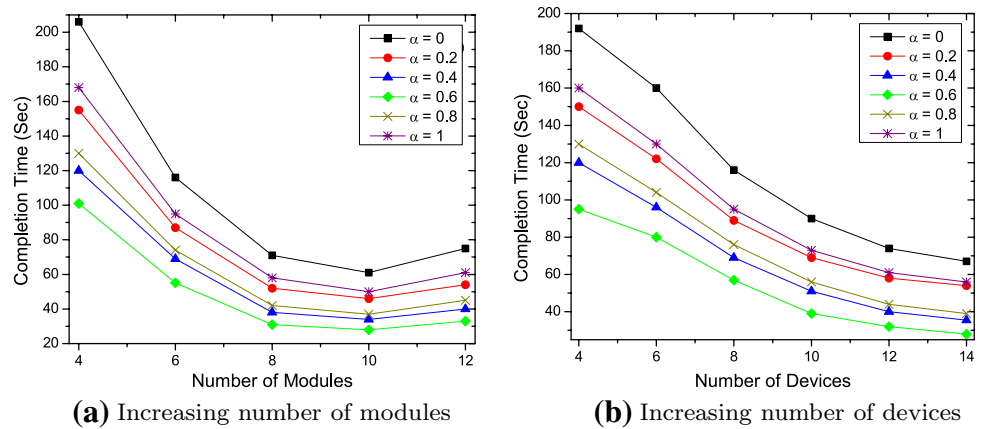 200
180
160
140
120
100
80
60
40
20
Completion Time (Sec)
4
6
8
10
12
Number of Modules
α = 0
α = 0.2
α = 0.4
α = 0.6
α = 0.8
α = 1
(a) Increasing number of modules
200
180
160
140
120
100
80
60
40
Completion Time (Sec)
4
6
8
10
12
14
Number of Devices
α = 0
α = 0.2
α = 0.4
α = 0.6
α = 0.8
α = 1
(b) Increasing number of devices